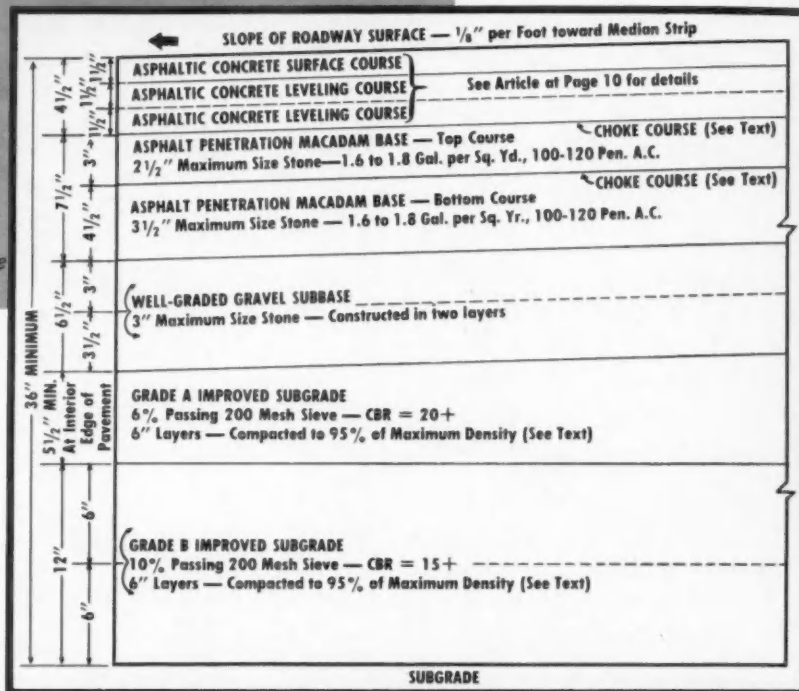 SLOPE OF ROADWAY SURFACE — 1/8" per Foot toward Median Strip
ASPHALTIC CONCRETE SURFACE COURSE
ASPHALTIC CONCRETE LEVELING COURSE
See Article at Page 10 for details
ASPHALTIC CONCRETE LEVELING COURSE
CHOKE COURSE (See Text)
ASPHALT PENETRATION MACADAM BASE — Top Course
2 1/2" Maximum Size Stone—1.6 to 1.8 Gal. per Sq. Yd., 100-120 Pen. A.C.
CHOKE COURSE (See Text)
ASPHALT PENETRATION MACADAM BASE — Bottom Course
3 1/2" Maximum Size Stone — 1.6 to 1.8 Gal. per Sq. Yr., 100-120 Pen. A.C.
WELL-GRADED GRAVEL SUBBASE
3" Maximum Size Stone — Constructed in two layers
GRADE A IMPROVED SUBGRADE
6% Passing 200 Mesh Sieve — CBR = 20+
6" Layers — Compacted to 95% of Maximum Density (See Text)
GRADE B IMPROVED SUBGRADE
10% Passing 200 Mesh Sieve — CBR = 15+
6" Layers — Compacted to 95% of Maximum Density (See Text)
SUBGRADE
36" MINIMUM
4 1/2"
7 1/2"
6 1/2"
5 1/2" MIN.
At Interior
Edge of
Pavement
12"
1 1/2"
1 1/2"
1 1/2"
3"
4 1/2"
3"
3 1/2"
6"
6"